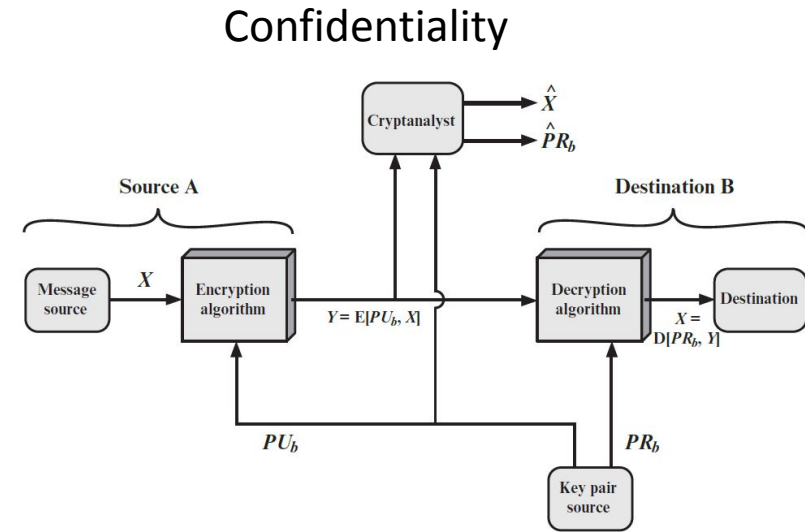 Confidentiality
Cryptanalyst
X̂
P̂R_b
Source A
Destination B
Message
source
X
Encryption
algorithm
Y = E[PU_b, X]
Decryption
algorithm
X =
D[PR_b, Y]
Destination
PU_b
PR_b
Key pair
source